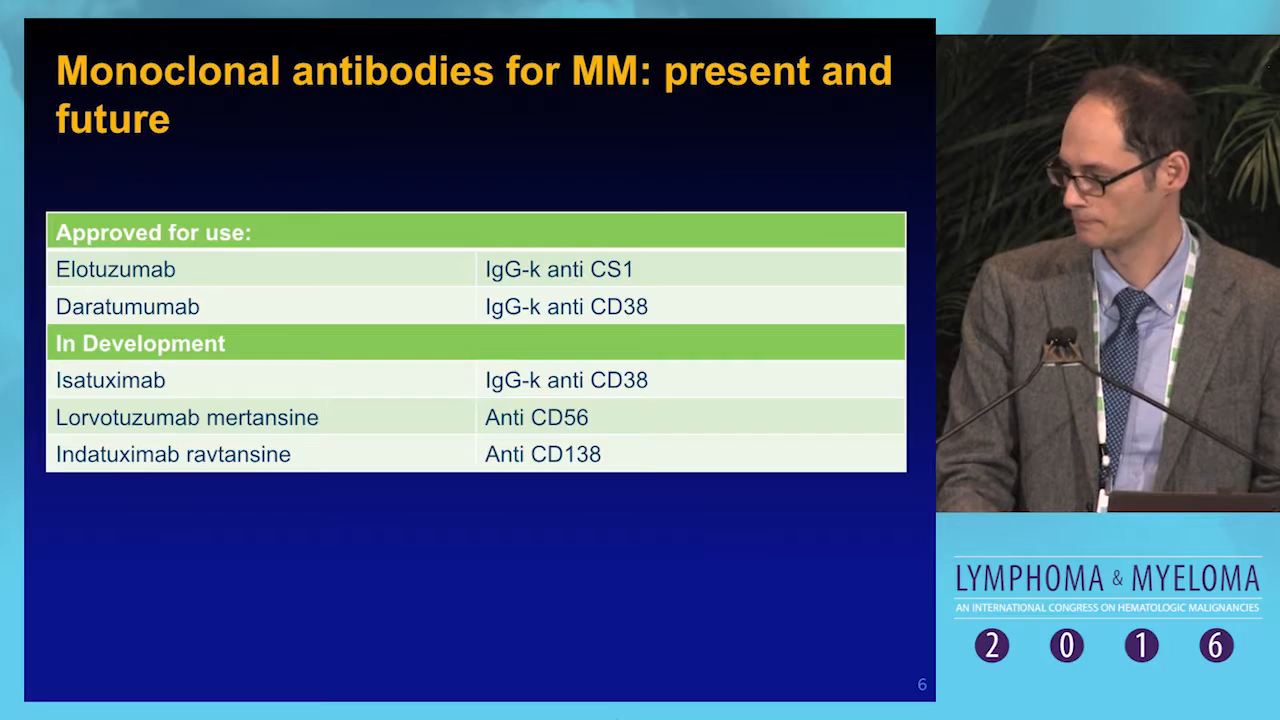 Monoclonal antibodies for MM: present and
future
Approved for use:
Elotuzumab IgG-k anti CS1
Daratumumab IgG-k anti CD38
In Development
Isatuximab IgG-k anti CD38
Lorvotuzumab mertansine Anti CD56
Indatuximab ravtansine Anti CD138
6
LYMPHOMA & MYELOMA
AN INTERNATIONAL CONGRESS ON HEMATOLOGIC MALIGNANCIES
2 0 1 6